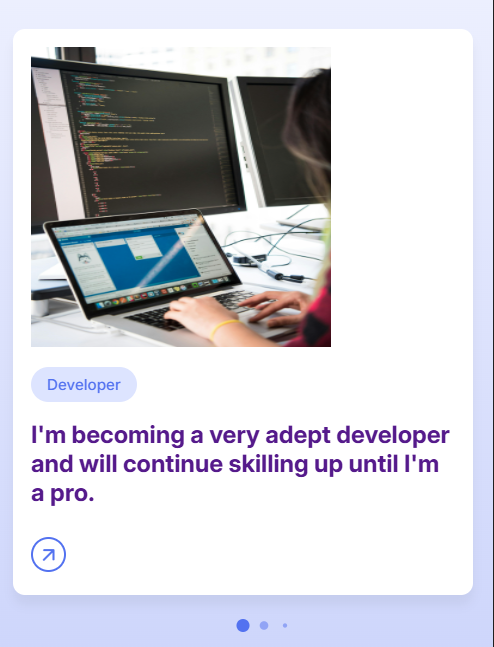 Developer
I'm becoming a very adept developer
and will continue skilling up until I'm
a pro.